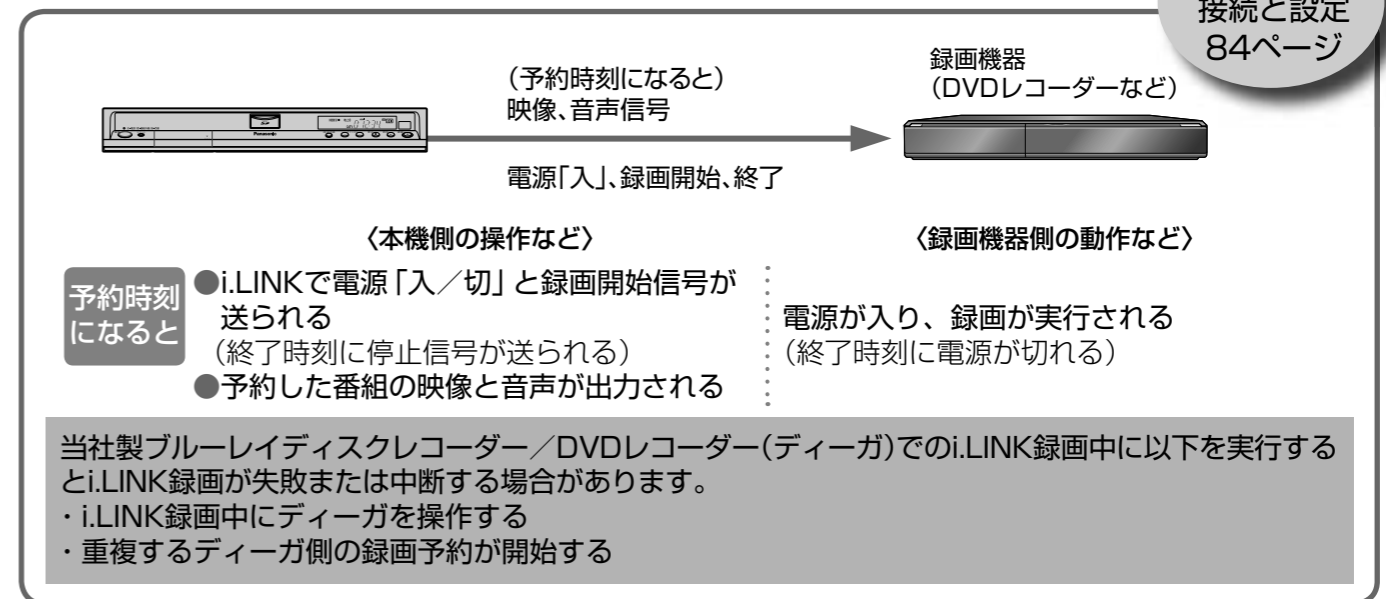 接続と設定
84ページ
(予約時刻になると)
映像、音声信号
録画機器
(DVDレコーダーなど)
Panasonic
電源「入」、録画開始、終了
〈本機側の操作など〉
〈録画機器側の動作など〉
予約時刻
になると
●i.LINKで電源「入/切」と録画開始信号が
送られる
(終了時刻に停止信号が送られる)
●予約した番組の映像と音声が出力される
電源が入り、録画が実行される
(終了時刻に電源が切れる)
当社製ブルーレイディスクレコーダー/DVDレコーダー(ディーガ)でのi.LINK録画中に以下を実行する
とi.LINK録画が失敗または中断する場合があります。
・i.LINK録画中にディーガを操作する
・重複するディーガ側の録画予約が開始する